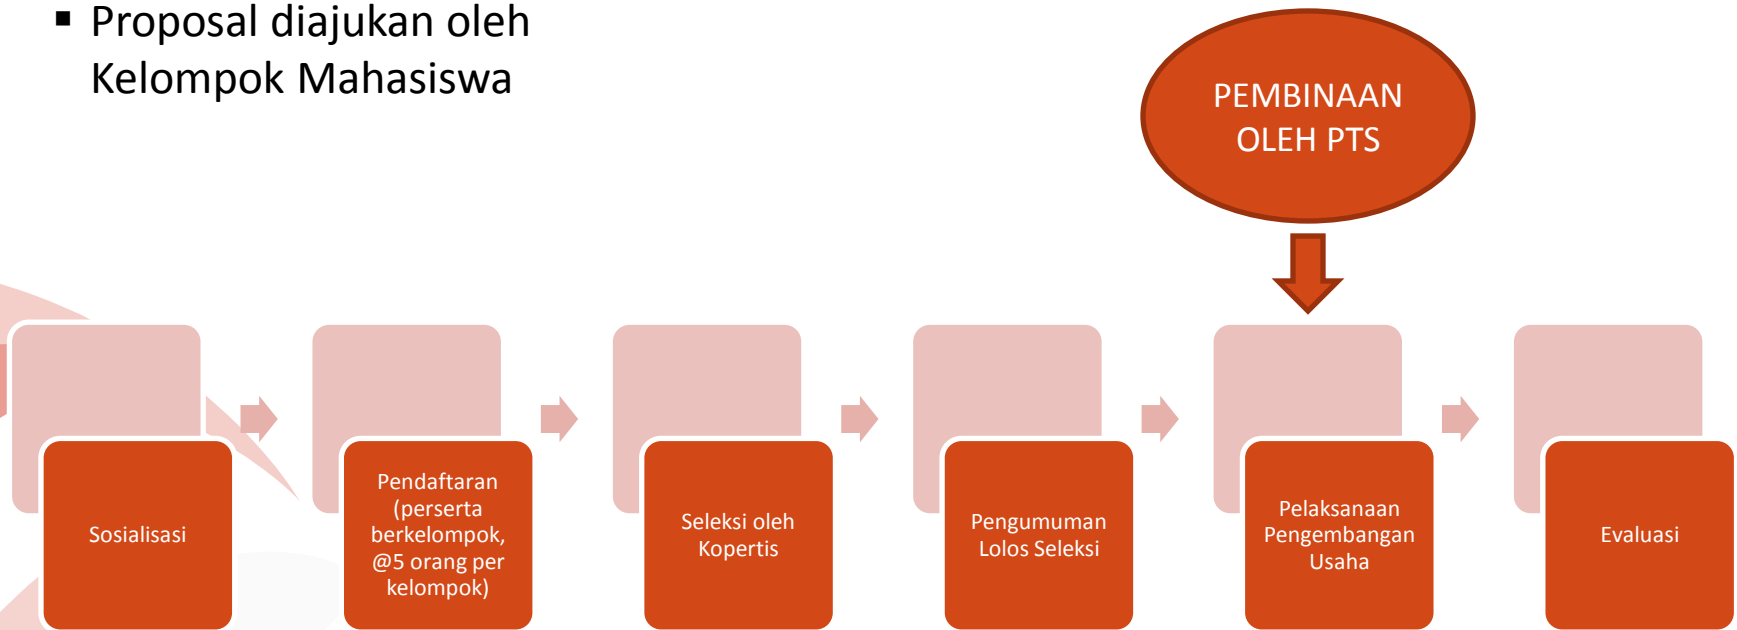 ▪ Proposal diajukan oleh
Kelompok Mahasiswa
PEMBINAAN
OLEH PTS
Sosialisasi
Pendaftaran
(perserta
berkelompok,
@5 orang per
kelompok)
Seleksi oleh
Kopertis
Pengumuman
Lolos Seleksi
Pelaksanaan
Pengembangan
Usaha
Evaluasi